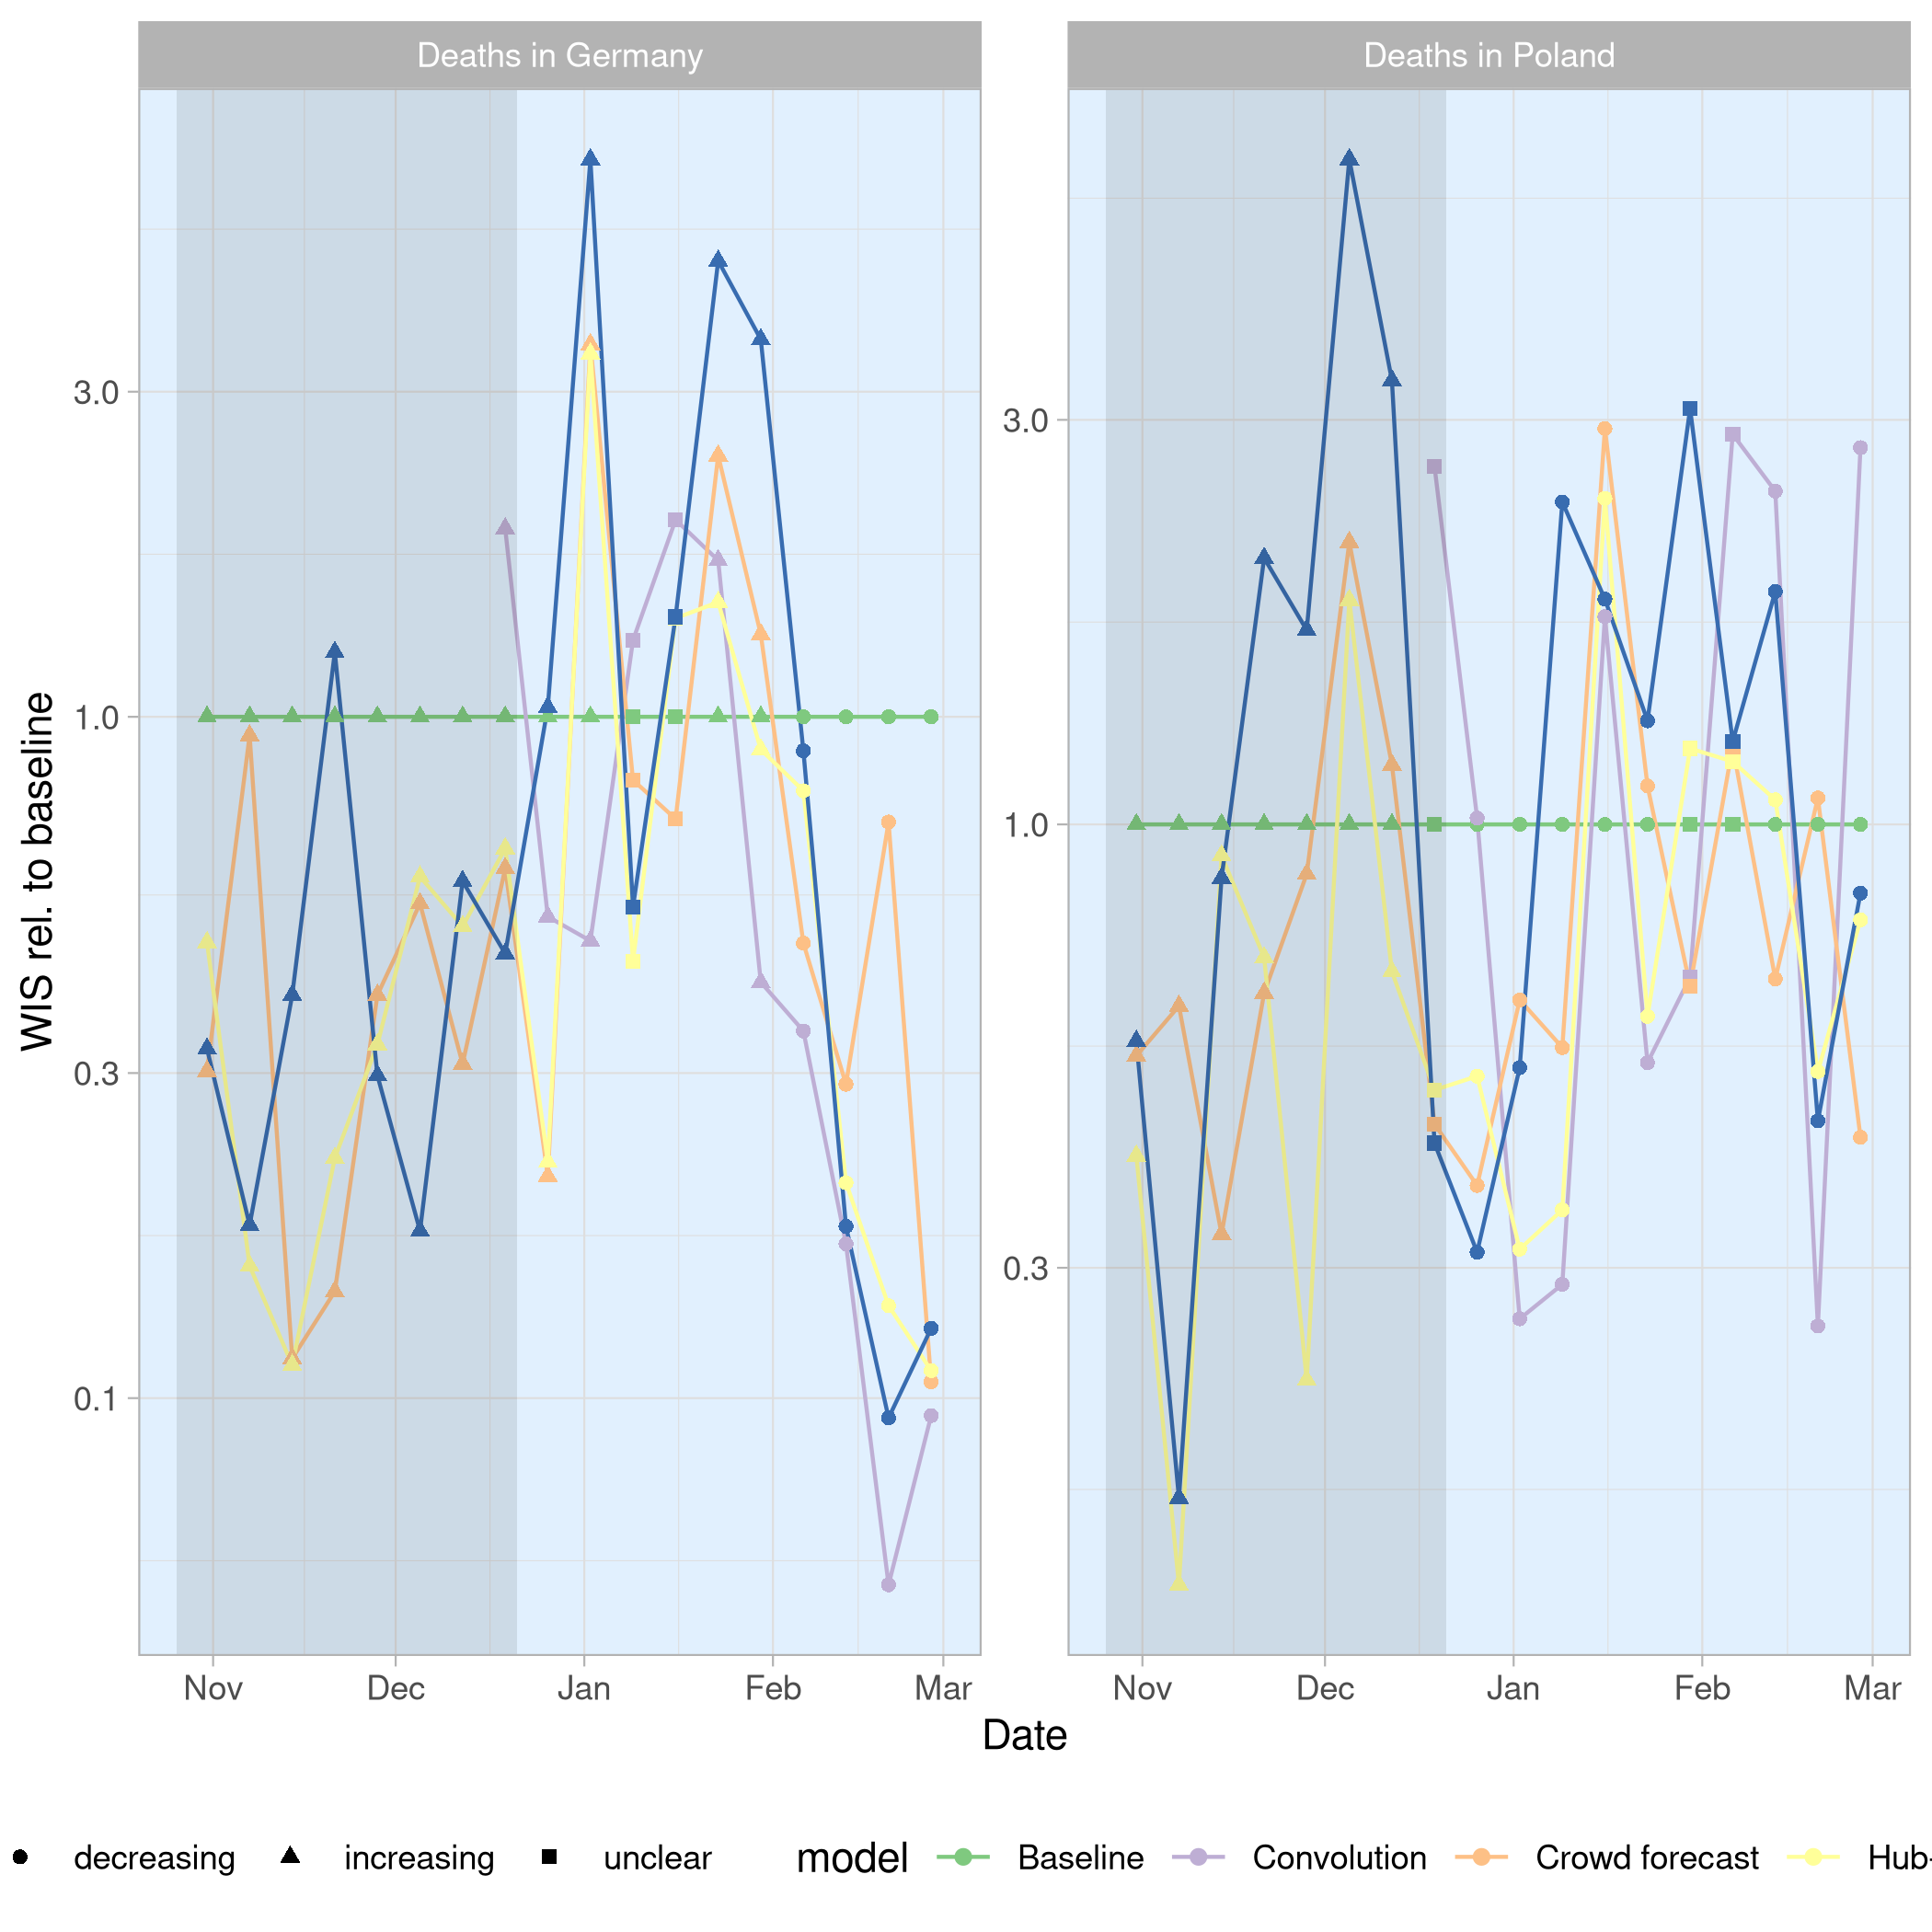 Deaths in Germany
Deaths in Poland
WIS rel. to baseline
3.0
1.0
0.3
0.1
3.0
1.0
0.3
Nov Dec Jan Feb Mar
Nov Dec Jan Feb Mar
Date
decreasing increasing unclear model Baseline Convolution Crowd forecast Hub-